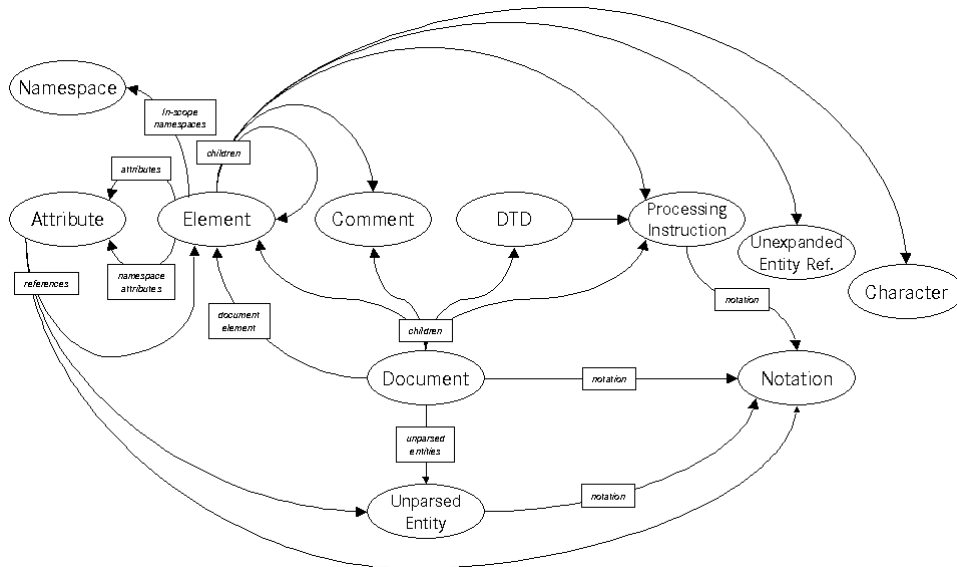 Namespace
In-scope
namespaces
children
attributes
Attribute
Element
Comment
DTD
Processing
Instruction
Unexpanded
Entity Ref.
Character
references
namespace
attributes
document
element
children
notation
Document
notation
Notation
unparsed
entities
Unparsed
Entity
notation